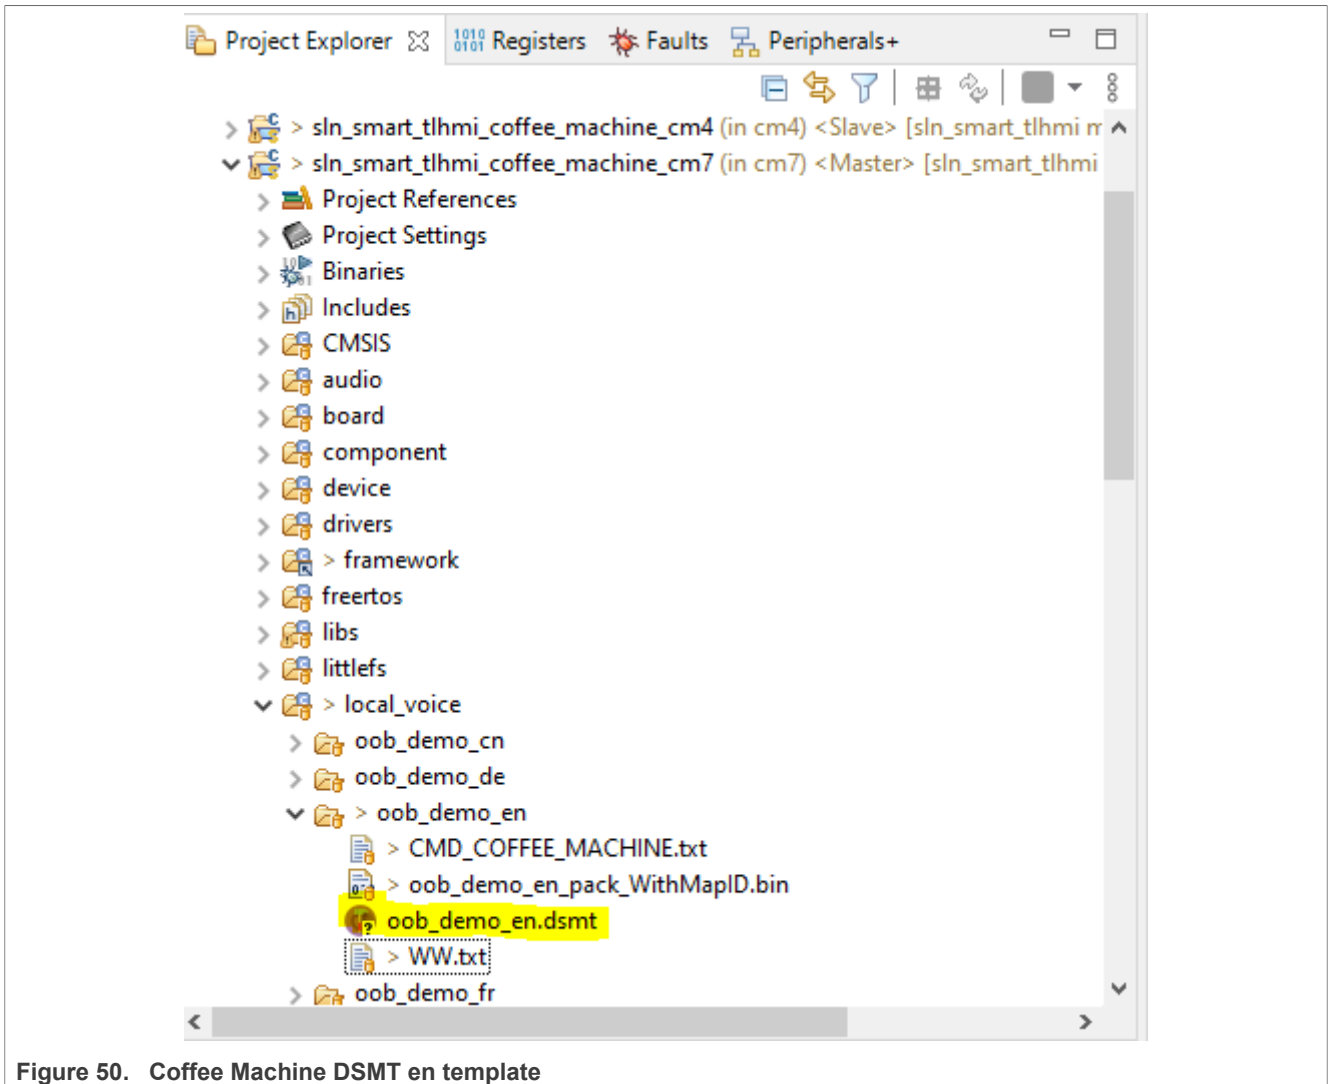 Project Explorer Registers Faults Peripherals+
> sln_smart_tlhmi_coffee_machine_cm4 (in cm4) <Slave> [sln_smart_tlhmi m
> sln_smart_tlhmi_coffee_machine_cm7 (in cm7) <Master> [sln_smart_tlhmi
Project References
Project Settings
Binaries
Includes
CMSIS
audio
board
component
device
drivers
> framework
freertos
libs
littlefs
> local_voice
oob_demo_cn
oob_demo_de
> oob_demo_en
> CMD_COFFEE_MACHINE.txt
> oob_demo_en_pack_WithMapID.bin
oob_demo_en.dsmt
> WW.txt
oob_demo_fr
Figure 50. Coffee Machine DSMT en template